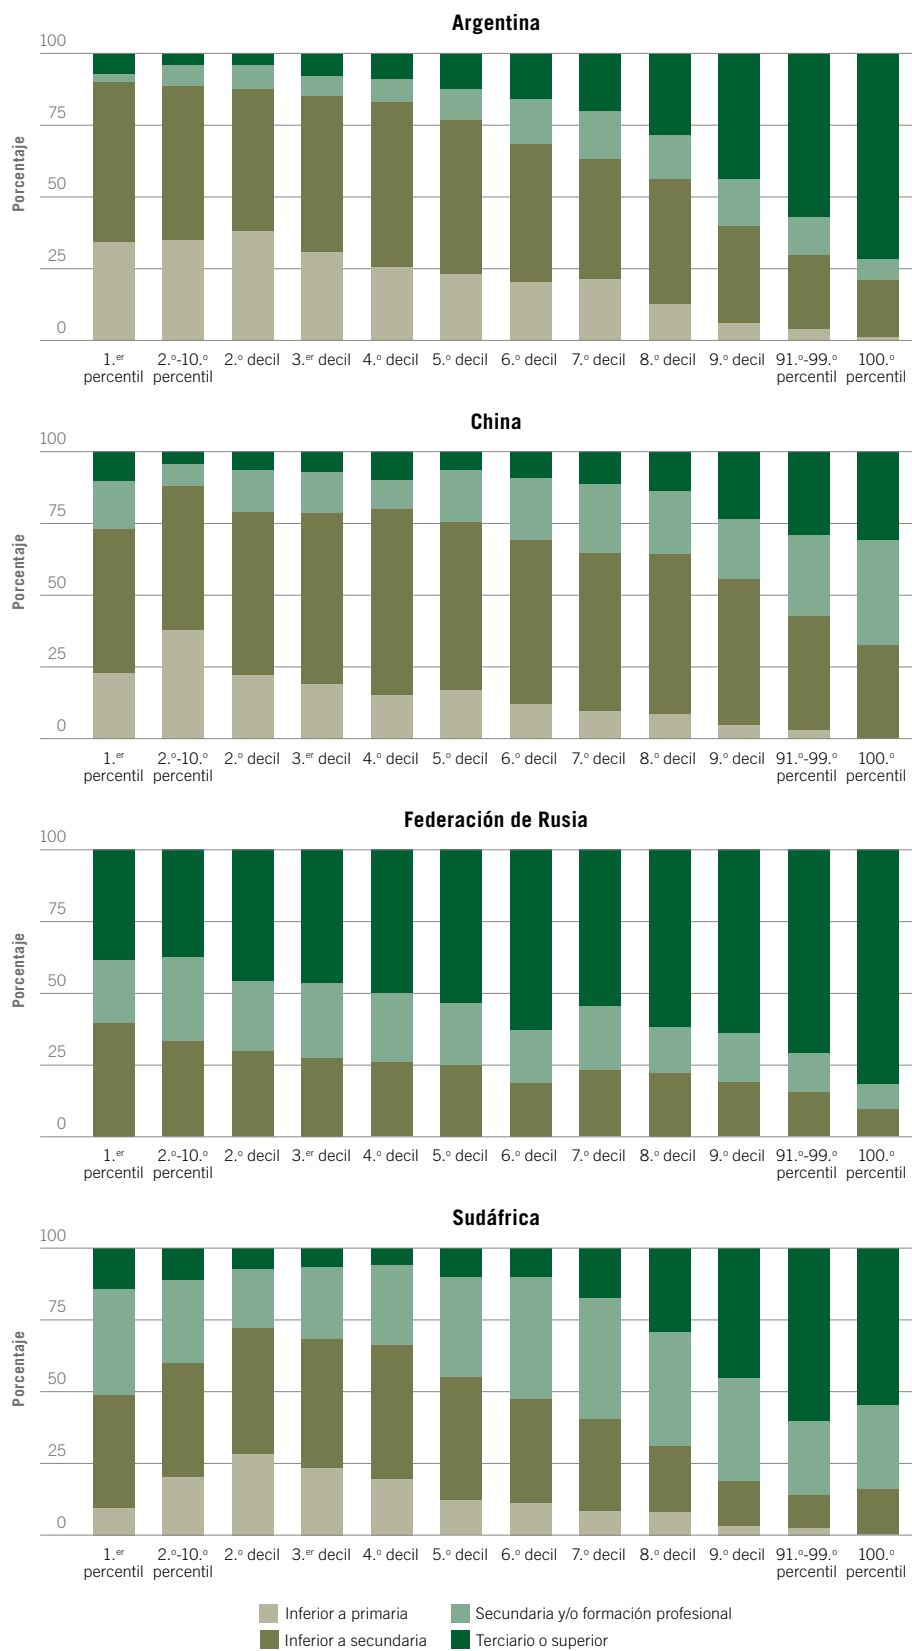 Argentina
100
75
50
25
0
Porcentaje
1.er percentil
2.º-10.º percentil
2.º decil
3.er decil
4.º decil
5.º decil
6.º decil
7.º decil
8.º decil
9.º decil
91.º-99.º percentil
100.º percentil
China
100
75
50
25
0
Porcentaje
1.er percentil
2.º-10.º percentil
2.º decil
3.er decil
4.º decil
5.º decil
6.º decil
7.º decil
8.º decil
9.º decil
91.º-99.º percentil
100.º percentil
Federación de Rusia
100
75
50
25
0
Porcentaje
1.er percentil
2.º-10.º percentil
2.º decil
3.er decil
4.º decil
5.º decil
6.º decil
7.º decil
8.º decil
9.º decil
91.º-99.º percentil
100.º percentil
Sudáfrica
100
75
50
25
0
Porcentaje
1.er percentil
2.º-10.º percentil
2.º decil
3.er decil
4.º decil
5.º decil
6.º decil
7.º decil
8.º decil
9.º decil
91.º-99.º percentil
100.º percentil
Inferior a primaria
Secundaria y/o formación profesional
Inferior a secundaria
Terciario o superior